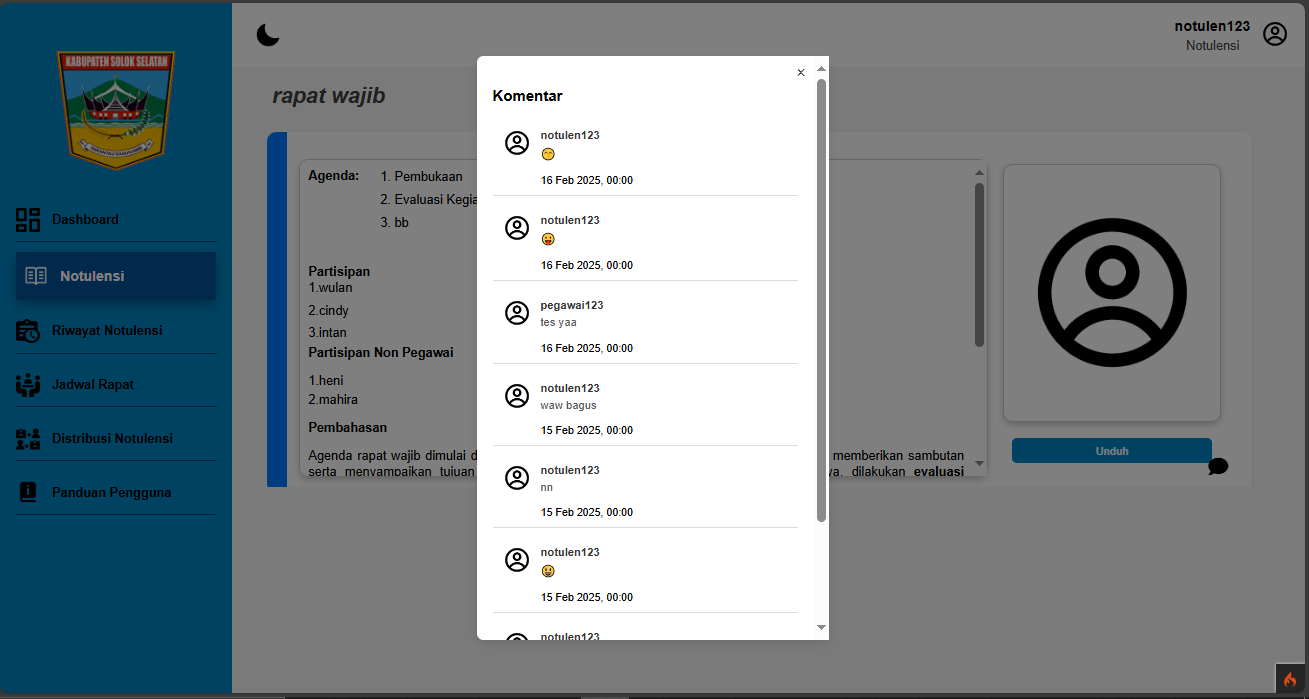 KABUPATEN SOLOK SELATAN
Dashboard
Notulensi
Riwayat Notulensi
Jadwal Rapat
Distribusi Notulensi
Panduan Pengguna
notulen123
Notulensi
rapat wajib
Agenda:
1. Pembukaan
2. Evaluasi Kegia
3. bb
Partisipan
1.wulan
2.cindy
3.intan
Partisipan Non Pegawai
1.heni
2.mahira
Pembahasan
Agenda rapat wajib dimulai d
memberikan sambutan
serta menyampaikan tujuan
dilakukan evaluasi
Unduh
×
Komentar
notulen123
😁
16 Feb 2025, 00:00
notulen123
😛
16 Feb 2025, 00:00
pegawai123
tes yaa
16 Feb 2025, 00:00
notulen123
waw bagus
15 Feb 2025, 00:00
notulen123
nn
15 Feb 2025, 00:00
notulen123
😀
15 Feb 2025, 00:00
notulen123